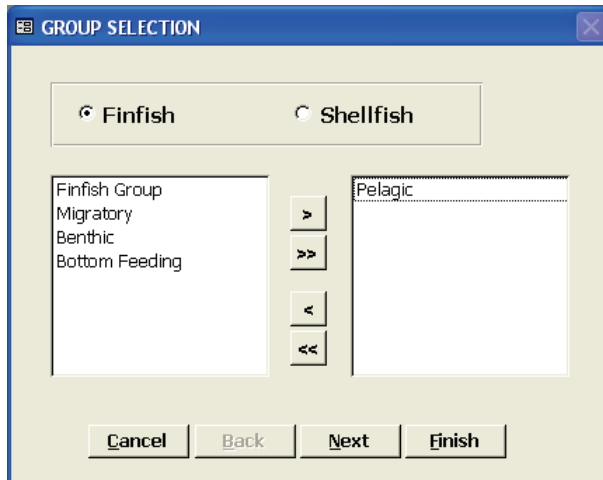 GROUP SELECTION
Finfish Shellfish
Finfish Group
Migratory
Benthic
Bottom Feeding
>
>>
<
<<
Pelagic
Cancel Back Next Finish